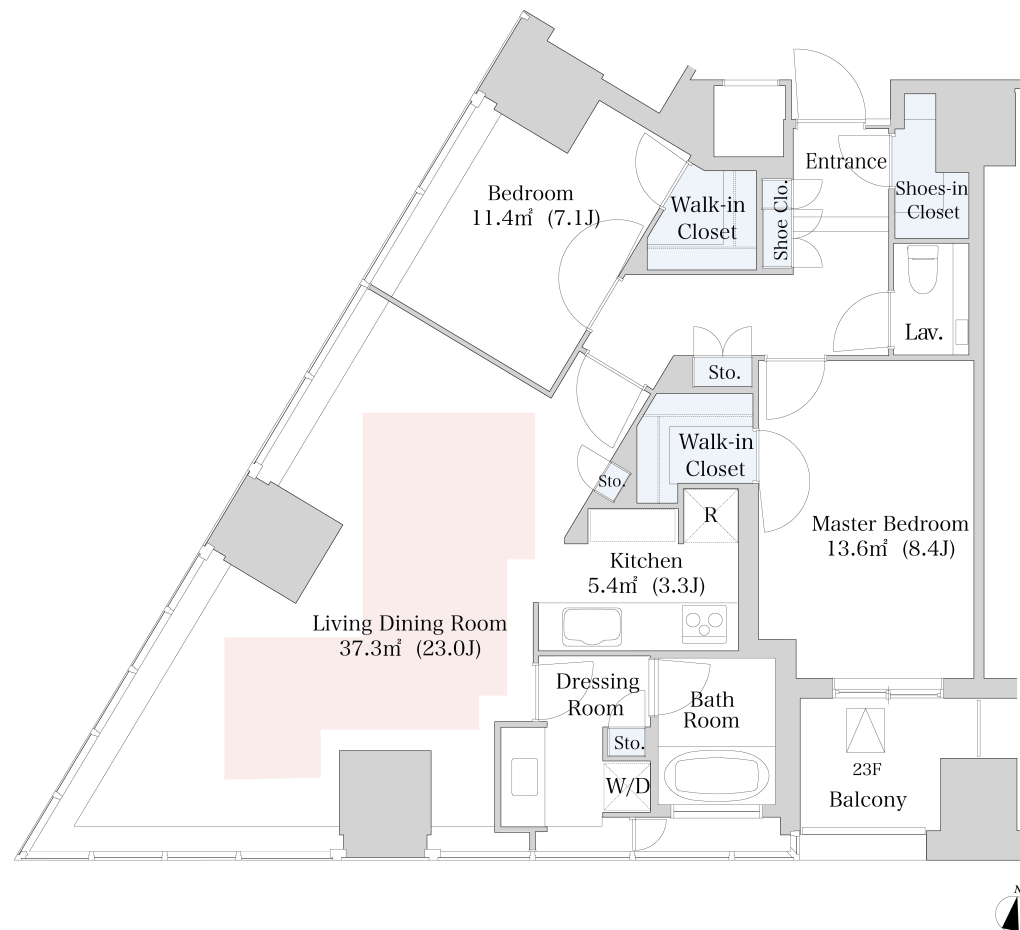 Entrance
Bedroom
11.4㎡ (7.1J)
Walk-in
Closet
Shoe Clo.
Shoes-in
Closet
Lav.
Sto.
Walk-in
Closet
Sto.
R
Master Bedroom
13.6㎡ (8.4J)
Kitchen
5.4㎡ (3.3J)
Living Dining Room
37.3㎡ (23.0J)
Dressing
Room
Bath
Room
Sto.
W/D
23F
Balcony
N